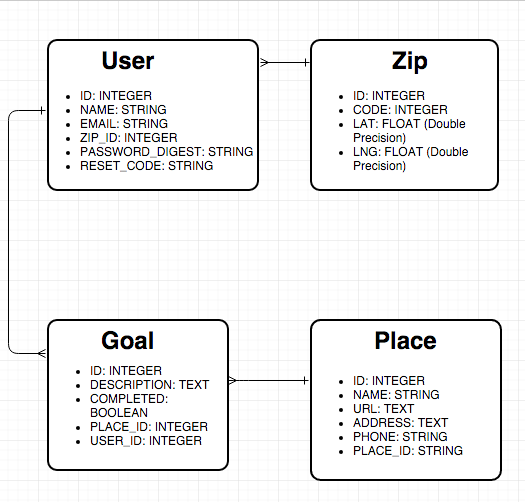 User
• ID: INTEGER
• NAME: STRING
• EMAIL: STRING
• ZIP_ID: INTEGER
• PASSWORD_DIGEST: STRING
• RESET_CODE: STRING
Zip
• ID: INTEGER
• CODE: INTEGER
• LAT: FLOAT (Double
Precision)
• LNG: FLOAT (Double
Precision)
Goal
• ID: INTEGER
• DESCRIPTION: TEXT
• COMPLETED:
BOOLEAN
• PLACE_ID: INTEGER
• USER_ID: INTEGER
Place
• ID: INTEGER
• NAME: STRING
• URL: TEXT
• ADDRESS: TEXT
• PHONE: STRING
• PLACE_ID: STRING